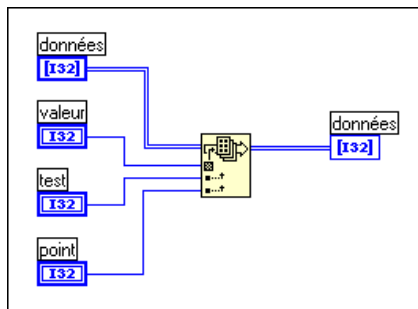 données
[I32]
valeur
I32
test
I32
point
I32
données
[I32]